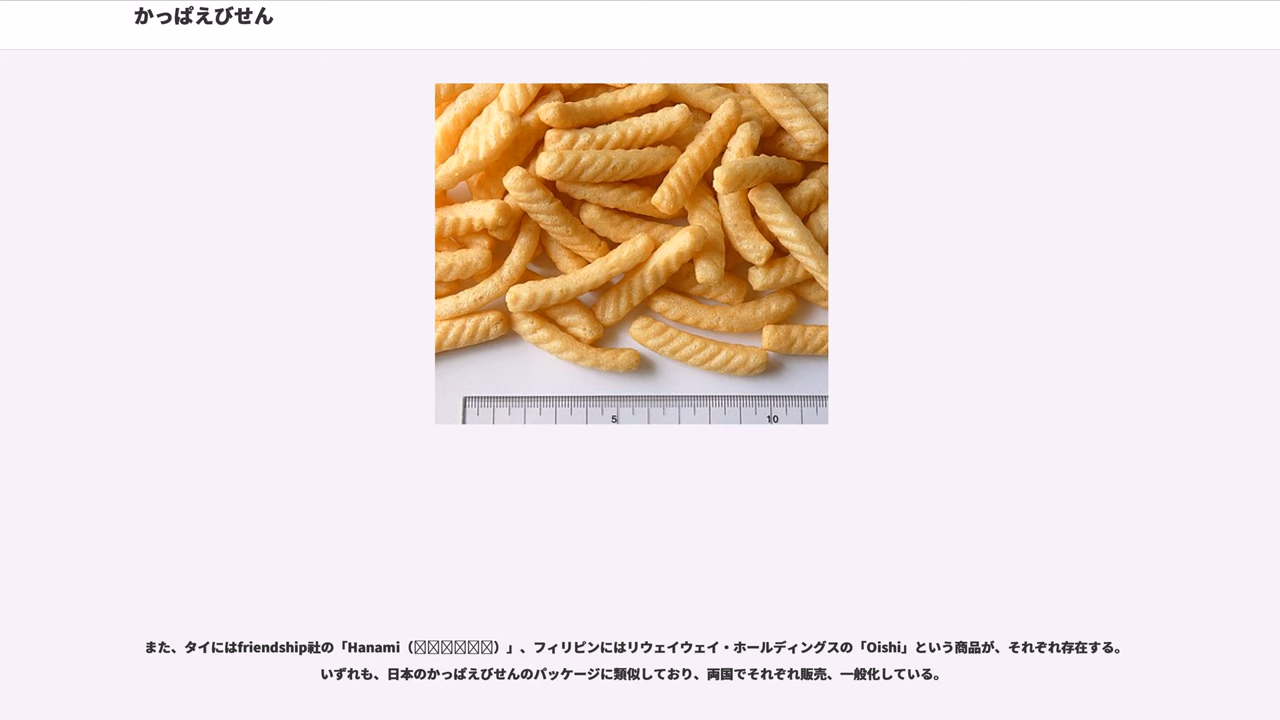 かっぱえびせん
5 10
また、タイにはfriendship社の「Hanami（□□□□□□）」、フィリピンにはリウェイウェイ・ホールディングスの「Oishi」という商品が、それぞれ存在する。
いずれも、日本のかっぱえびせんのパッケージに類似しており、両国でそれぞれ販売、一般化している。